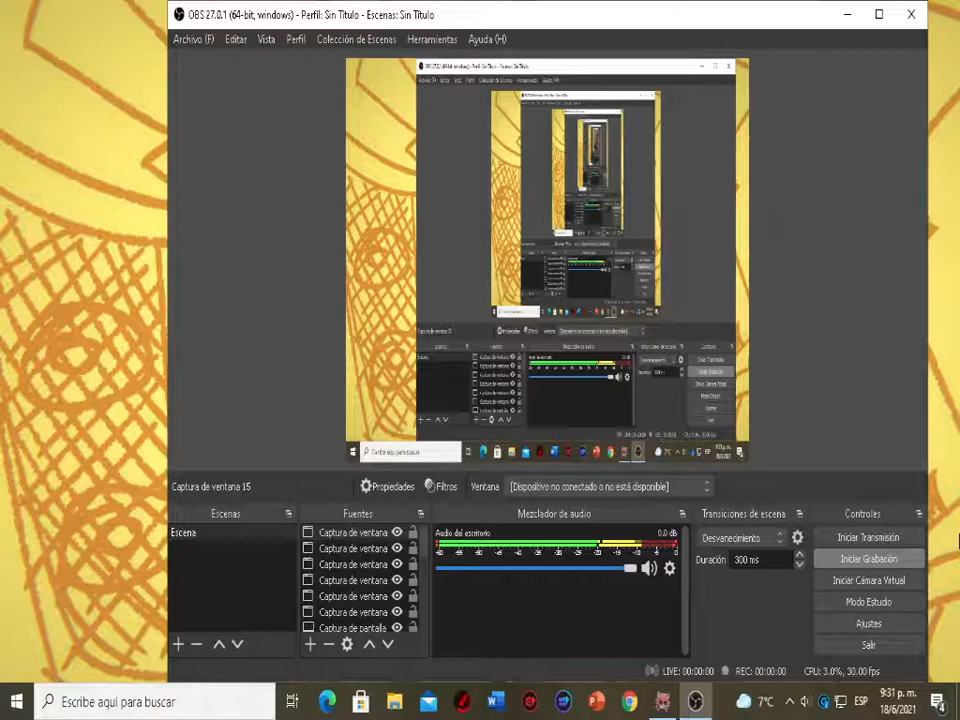 OBS 27.0.1 (64-bit, windows) - Perfil: Sin Título - Escenas: Sin Título
Archivo (F) Editar Vista Perfil Colección de Escenas Herramientas Ayuda (H)
Captura de ventana 15 Propiedades Filtros Ventana [Dispositivo no conectado o no está disponible]
Escenas Fuentes Mezclador de audio Transiciones de escena Controles
Escena
Captura de ventana
Captura de ventana
Captura de ventana
Captura de ventana
Captura de ventana
Captura de ventana
Captura de pantalla
Audio del escritorio 0.0 dB
Desvanecimiento
Duración 300 ms
Iniciar Transmisión
Iniciar Grabación
Iniciar Cámara Virtual
Modo Estudio
Ajustes
Salir
LIVE: 00:00:00 REC: 00:00:00 CPU: 3.0%, 30.00 fps
Escribe aquí para buscar
7°C ESP 9:31 p. m.
18/6/2021
4